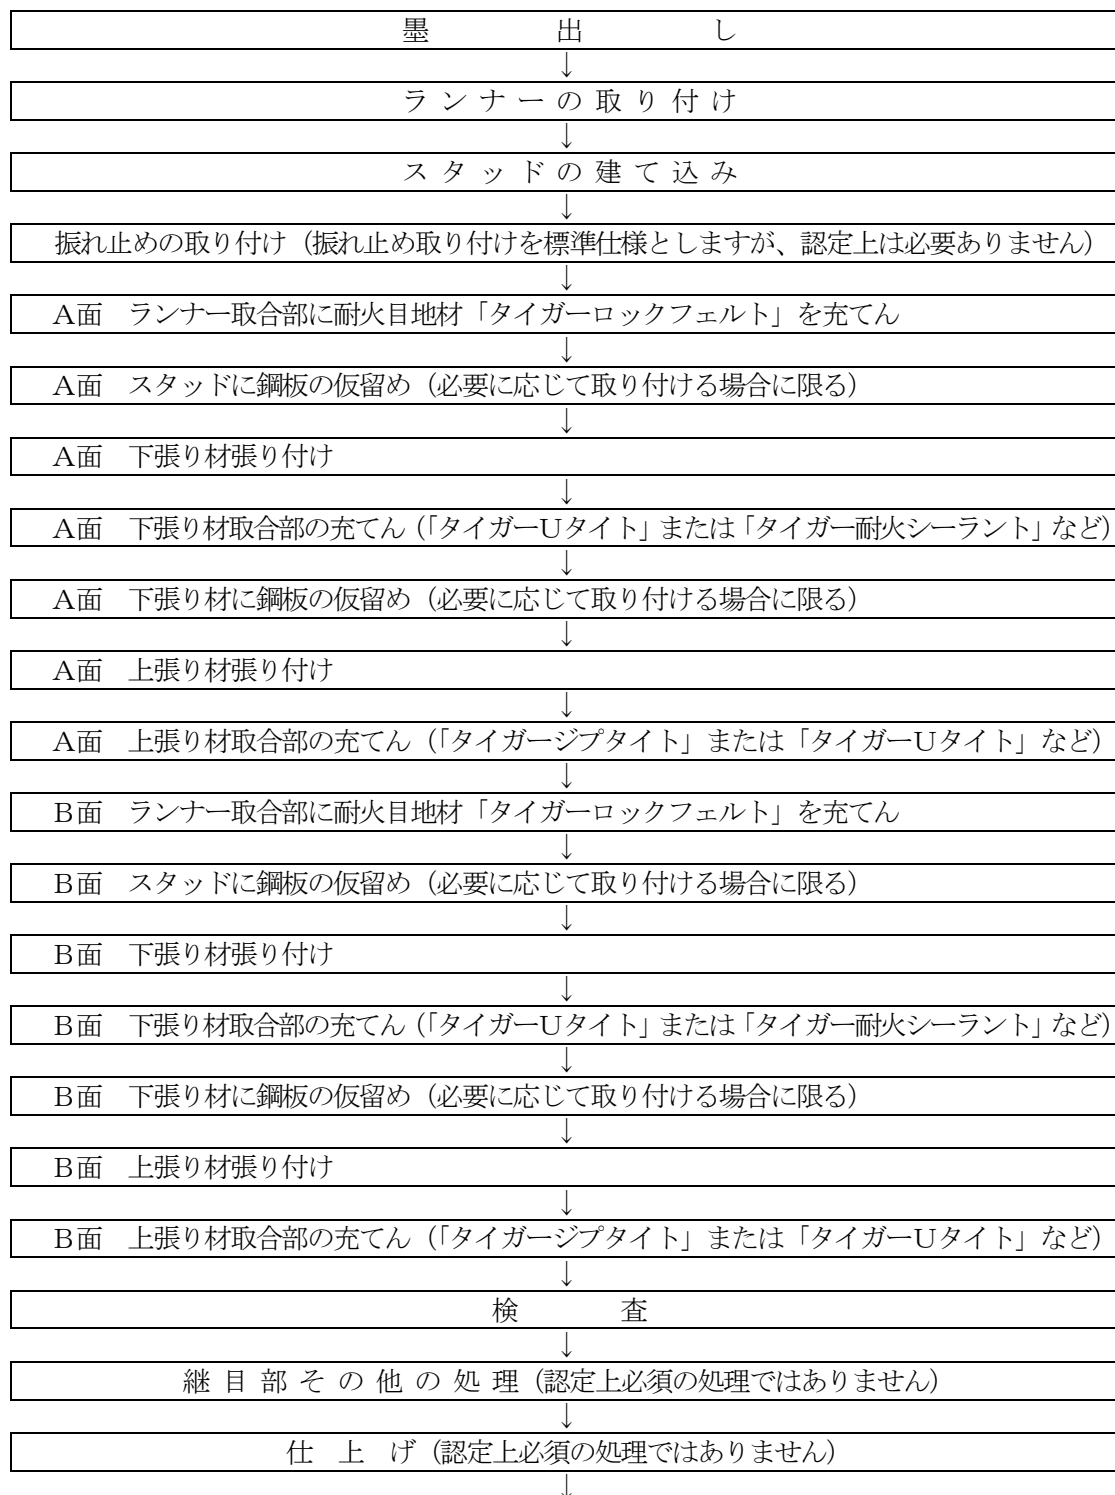 墨出し
↓
ランナーの取り付け
↓
スタッドの建て込み
↓
振れ止めの取り付け（振れ止め取り付けを標準仕様としますが、認定上は必要ありません）
↓
Ａ面　ランナー取合部に耐火目地材「タイガーロックフェルト」を充てん
↓
Ａ面　スタッドに鋼板の仮留め（必要に応じて取り付ける場合に限る）
↓
Ａ面　下張り材張り付け
↓
Ａ面　下張り材取合部の充てん（「タイガーＵタイト」または「タイガー耐火シーラント」など）
↓
Ａ面　下張り材に鋼板の仮留め（必要に応じて取り付ける場合に限る）
↓
Ａ面　上張り材張り付け
↓
Ａ面　上張り材取合部の充てん（「タイガージプタイト」または「タイガーＵタイト」など）
↓
Ｂ面　ランナー取合部に耐火目地材「タイガーロックフェルト」を充てん
↓
Ｂ面　スタッドに鋼板の仮留め（必要に応じて取り付ける場合に限る）
↓
Ｂ面　下張り材張り付け
↓
Ｂ面　下張り材取合部の充てん（「タイガーＵタイト」または「タイガー耐火シーラント」など）
↓
Ｂ面　下張り材に鋼板の仮留め（必要に応じて取り付ける場合に限る）
↓
Ｂ面　上張り材張り付け
↓
Ｂ面　上張り材取合部の充てん（「タイガージプタイト」または「タイガーＵタイト」など）
↓
検査
↓
継目部その他の処理（認定上必須の処理ではありません）
↓
仕上げ（認定上必須の処理ではありません）
↓